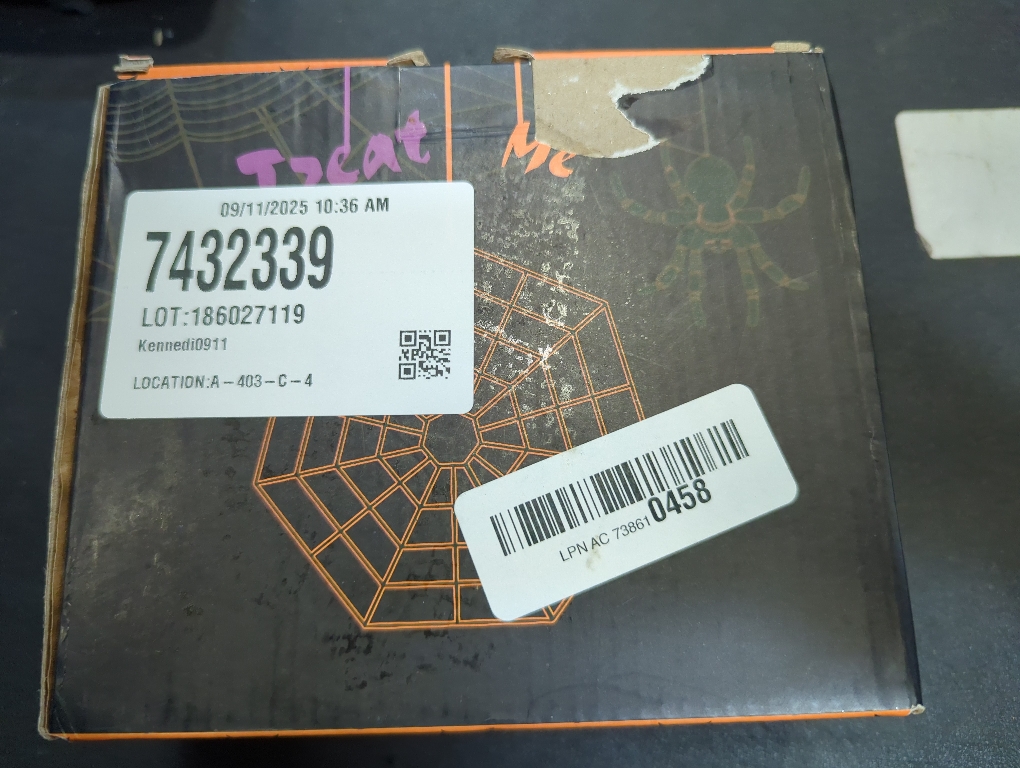 Treat Me
09/11/2025 10:36 AM
7432339
LOT:186027119
Kennedi0911
LOCATION:A-403-C-4
LPN AC 73861 0458